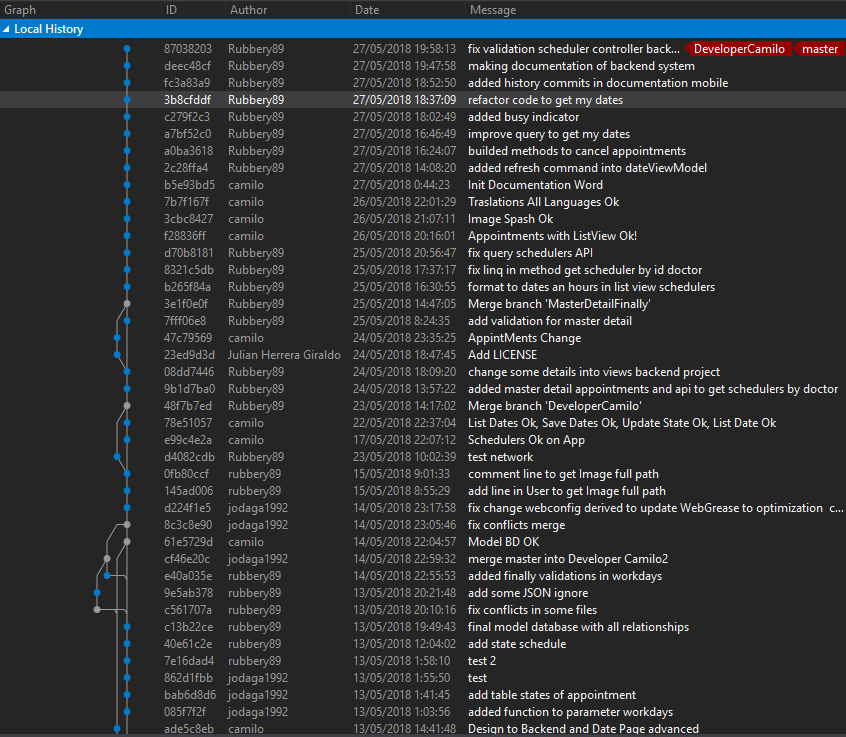 Graph ID Author Date Message
Local History
87038203 Rubbery89 27/05/2018 19:58:13 fix validation scheduler controller back... DeveloperCamilo master
deec48cf Rubbery89 27/05/2018 19:47:58 making documentation of backend system
fc3a83a9 Rubbery89 27/05/2018 18:52:50 added history commits in documentation mobile
3b8cfddf Rubbery89 27/05/2018 18:37:09 refactor code to get my dates
c279f2c3 Rubbery89 27/05/2018 18:02:49 added busy indicator
a7bf52c0 Rubbery89 27/05/2018 16:46:49 improve query to get my dates
a0ba3618 Rubbery89 27/05/2018 16:24:07 builded methods to cancel appointments
2c28ffa4 Rubbery89 27/05/2018 14:08:20 added refresh command into dateViewModel
b5e93bd5 camilo 27/05/2018 0:44:23 Init Documentation Word
7b7f167f camilo 26/05/2018 22:01:29 Traslations All Languages Ok
3cbc8427 camilo 26/05/2018 21:07:11 Image Spash Ok
f28836ff camilo 26/05/2018 20:16:01 Appointments with ListView Ok!
d70b8181 Rubbery89 25/05/2018 20:56:47 fix query schedulers API
8321c5db Rubbery89 25/05/2018 17:37:17 fix linq in method get scheduler by id doctor
b265f84a Rubbery89 25/05/2018 16:30:55 format to dates an hours in list view schedulers
3e1f0e0f Rubbery89 25/05/2018 14:47:05 Merge branch 'MasterDetailFinally'
7fff06e8 Rubbery89 25/05/2018 8:24:35 add validation for master detail
47c79569 camilo 24/05/2018 23:35:25 AppintMents Change
23ed9d3d Julian Herrera Giraldo 24/05/2018 18:47:45 Add LICENSE
08dd7446 Rubbery89 24/05/2018 18:09:20 change some details into views backend project
9b1d7ba0 Rubbery89 24/05/2018 13:57:22 added master detail appointments and api to get schedulers by doctor
48f7b7ed Rubbery89 23/05/2018 14:17:02 Merge branch 'DeveloperCamilo'
78e51057 camilo 22/05/2018 22:37:04 List Dates Ok, Save Dates Ok, Update State Ok, List Date Ok
e99c4e2a camilo 17/05/2018 22:07:12 Schedulers Ok on App
d4082cdb Rubbery89 23/05/2018 10:02:39 test network
0fb80ccf rubbery89 15/05/2018 9:01:33 comment line to get Image full path
145ad006 rubbery89 15/05/2018 8:55:29 add line in User to get Image full path
d224f1e5 jodaga1992 14/05/2018 23:17:58 fix change webconfig derived to update WebGrease to optimization c...
8c3c8e90 jodaga1992 14/05/2018 23:05:46 fix conflicts merge
61e5729d camilo 14/05/2018 22:04:57 Model BD OK
cf46e20c jodaga1992 14/05/2018 22:59:32 merge master into Developer Camilo2
e40a035e rubbery89 14/05/2018 22:55:53 added finally validations in workdays
9e5ab378 rubbery89 13/05/2018 20:21:48 add some JSON ignore
c561707a rubbery89 13/05/2018 20:10:16 fix conflicts in some files
c13b22ce rubbery89 13/05/2018 19:49:43 final model database with all relationships
40e61c2e rubbery89 13/05/2018 12:04:02 add state schedule
7e16dad4 rubbery89 13/05/2018 1:58:10 test 2
862d1fbb jodaga1992 13/05/2018 1:55:50 test
bab6d8d6 jodaga1992 13/05/2018 1:41:45 add table states of appointment
085f7f2f jodaga1992 13/05/2018 1:03:56 added function to parameter workdays
ade5c8eb camilo 13/05/2018 14:41:48 Design to Backend and Date Page advanced